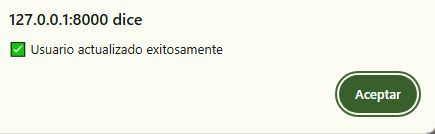 127.0.0.1:8000 dice
✅ Usuario actualizado exitosamente
Aceptar